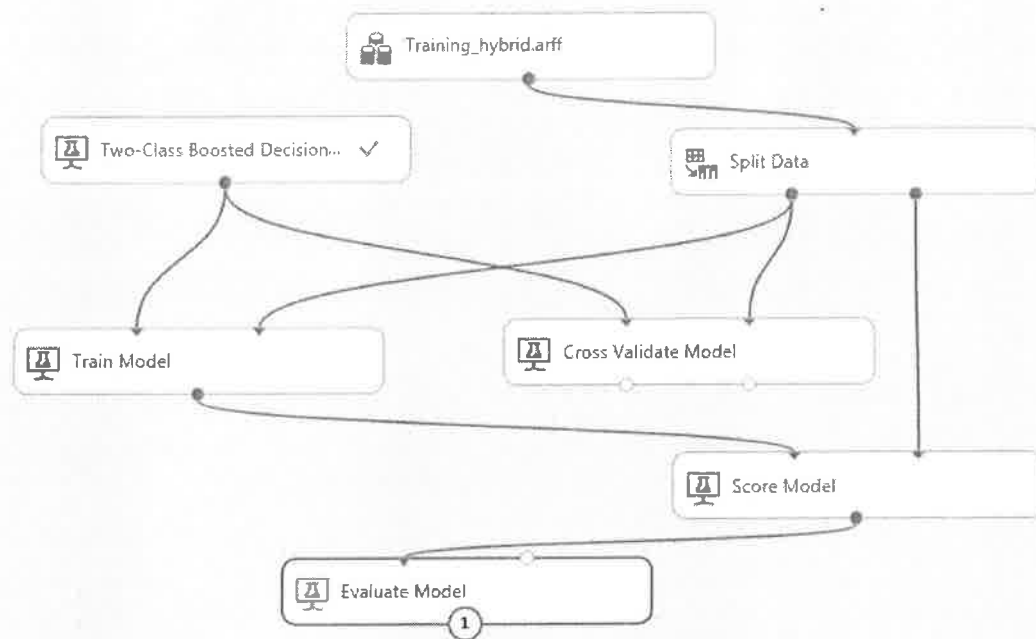 Training_hybrid.arff
Two-Class Boosted Decision...
Split Data
Train Model
Cross Validate Model
Score Model
Evaluate Model
1